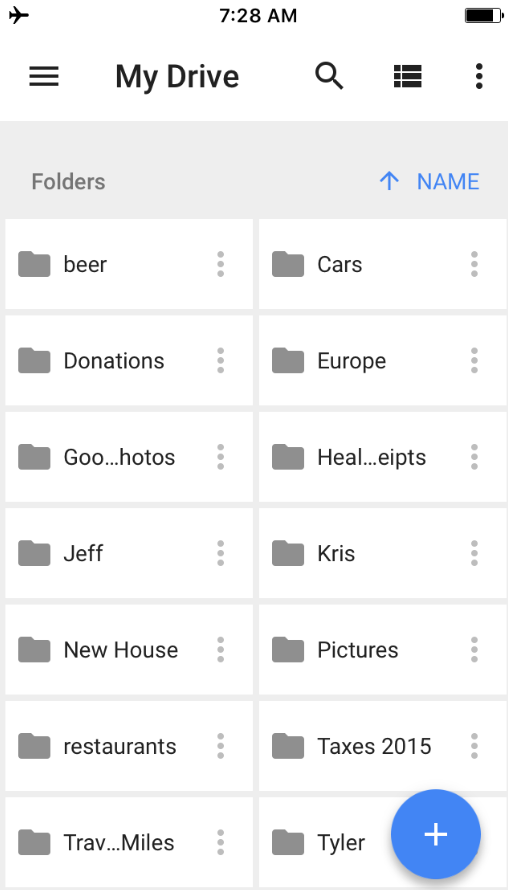 7:28 AM
My Drive
Folders
NAME
beer
Cars
Donations
Europe
Goo...hotos
Heal...eipts
Jeff
Kris
New House
Pictures
restaurants
Taxes 2015
Trav...Miles
Tyler